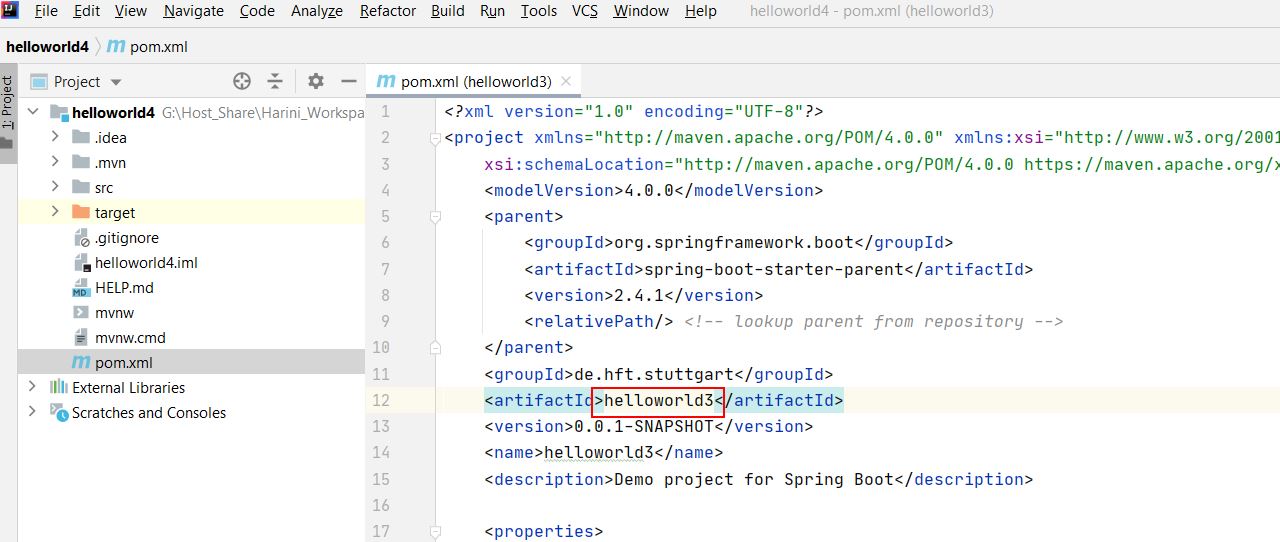 File Edit View Navigate Code Analyze Refactor Build Run Tools VCS Window Help helloworld4 - pom.xml (helloworld3)
helloworld4 pom.xml
1: Project
Project
helloworld4 G:\Host_Share\Harini_Workspa
.idea
.mvn
src
target
.gitignore
helloworld4.iml
HELP.md
mvnw
mvnw.cmd
pom.xml
External Libraries
Scratches and Consoles
pom.xml (helloworld3)
1 <?xml version="1.0" encoding="UTF-8"?>
2 <project xmlns="http://maven.apache.org/POM/4.0.0" xmlns:xsi="http://www.w3.org/2001
3 xsi:schemaLocation="http://maven.apache.org/POM/4.0.0 https://maven.apache.org/x
4 <modelVersion>4.0.0</modelVersion>
5 <parent>
6 <groupId>org.springframework.boot</groupId>
7 <artifactId>spring-boot-starter-parent</artifactId>
8 <version>2.4.1</version>
9 <relativePath/> <!-- lookup parent from repository -->
10 </parent>
11 <groupId>de.hft.stuttgart</groupId>
12 <artifactId>helloworld3</artifactId>
13 <version>0.0.1-SNAPSHOT</version>
14 <name>helloworld3</name>
15 <description>Demo project for Spring Boot</description>
16
17 <properties>